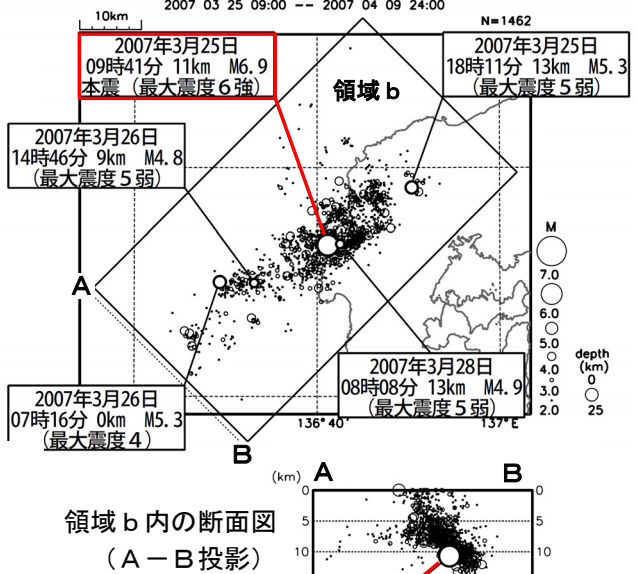 2007 03 25 09:00 -- 2007 04 09 24:00
10km
N=1462
2007年3月25日
09時41分 11km M6.9
本震（最大震度６強）
2007年3月25日
18時11分 13km M5.3
（最大震度５弱）
領域ｂ
2007年3月26日
14時46分 9km M4.8
（最大震度５弱）
M
7.0
6.0
5.0
4.0
3.0
2.0
depth
(km)
0
25
A
2007年3月28日
08時08分 13km M4.9
（最大震度５弱）
2007年3月26日
07時16分 0km M5.3
（最大震度４）
136°40'
137°E
B
(km)
A
B
0
0
5
5
10
10
領域ｂ内の断面図
（Ａ－Ｂ投影）